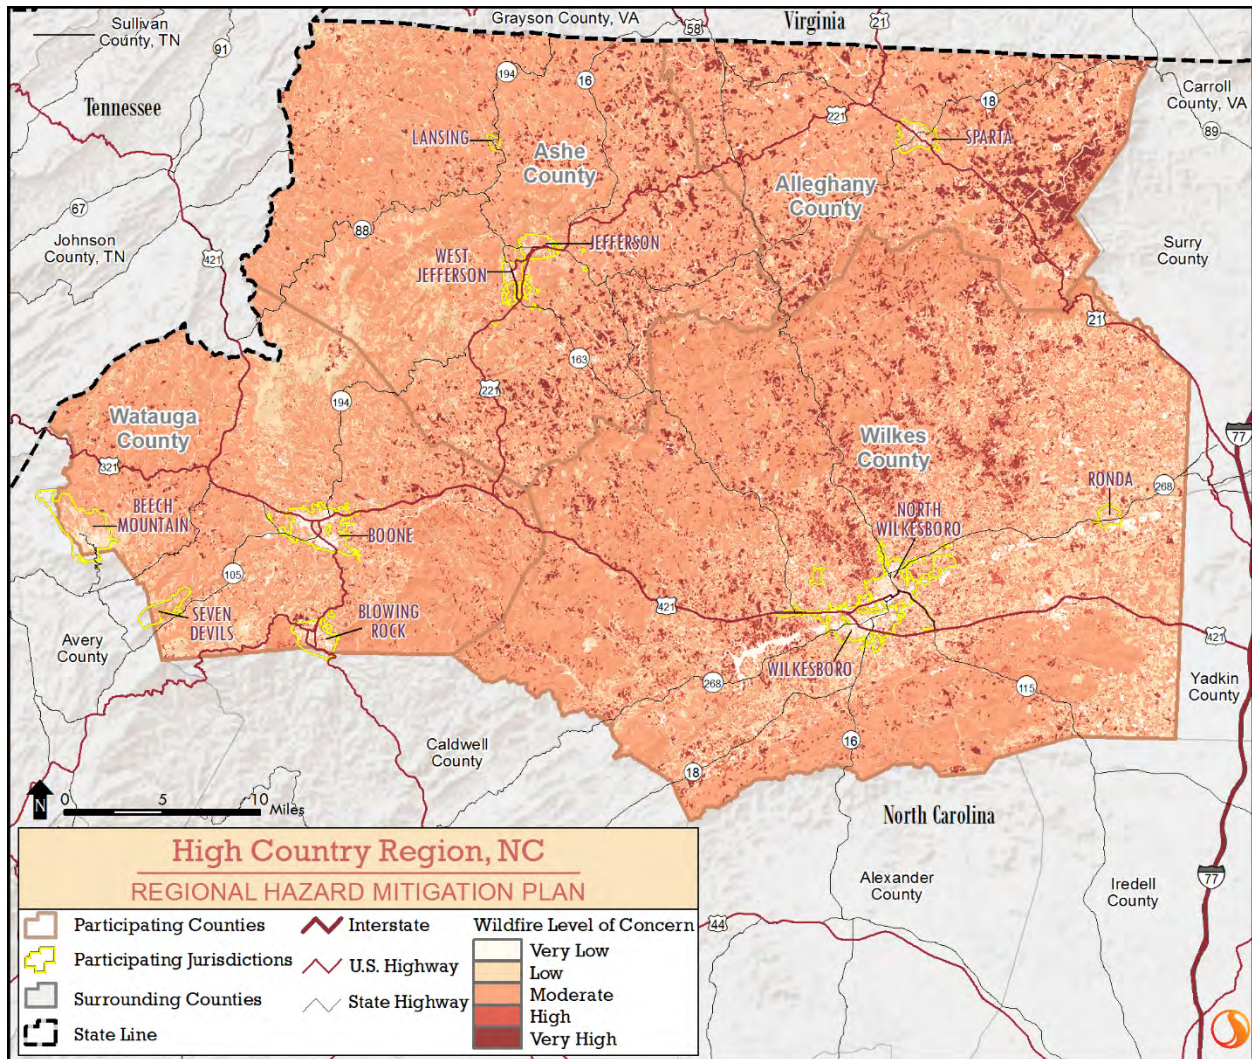 Sullivan
County, TN
Grayson County, VA
Virginia
21
58
91
194
16
Carroll
County, VA
Tennessee
18
221
89
LANSING
SPARTA
Ashe
County
Alleghany
County
67
88
Johnson
County, TN
JEFFERSON
WEST
JEFFERSON
Surry
County
421
21
163
221
194
Watauga
County
Wilkes
County
77
321
RONDA
268
BEECH
MOUNTAIN
NORTH
WILKESBORO
BOONE
105
421
SEVEN
DEVILS
BLOWING
ROCK
421
Avery
County
WILKESBORO
268
115
Yadkin
County
Caldwell
County
16
18
N
0
5
10
Miles
North Carolina
High Country Region, NC
REGIONAL HAZARD MITIGATION PLAN
Alexander
County
Iredell
County
77
44
Participating Counties
Participating Jurisdictions
Surrounding Counties
State Line
Interstate
U.S. Highway
State Highway
Wildfire Level of Concern
Very Low
Low
Moderate
High
Very High